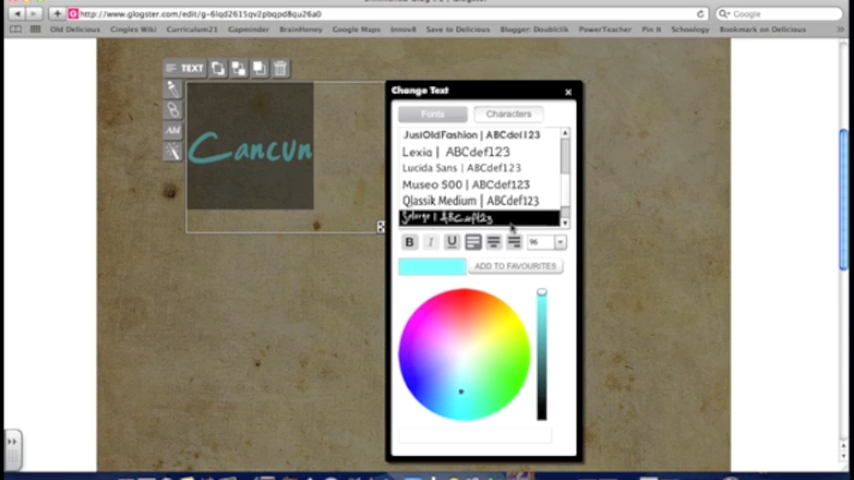 http://www.glogster.com/edit/g-6lqd2615qv2pbqpd8qu26a0
Google
Old Delicious Cingles Wiki Curriculum21 Gapminder BrainHoney Google Maps Innov8 Save to Delicious Blogger: Doublclik PowerTeacher Pin It Schoology Bookmark on Delicious
TEXT
Cancun
Change Text
Fonts Characters
JustOldFashion | ABCdef123
Lexia | ABCdef123
Lucida Sans | ABCdef123
Museo 500 | ABCdef123
Qlassik Medium | ABCdef123
B I U 96
ADD TO FAVOURITES